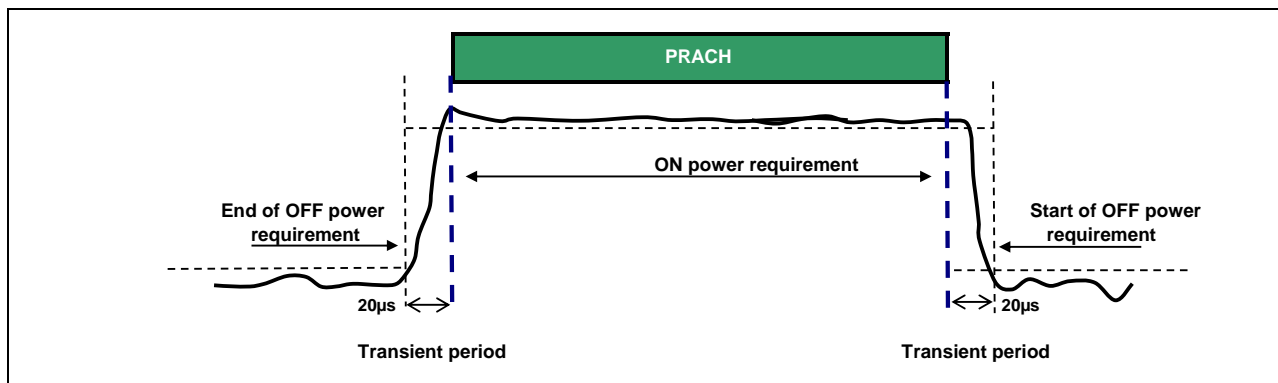 PRACH
ON power requirement
End of OFF power
requirement
Start of OFF power
requirement
20µs
20µs
Transient period
Transient period